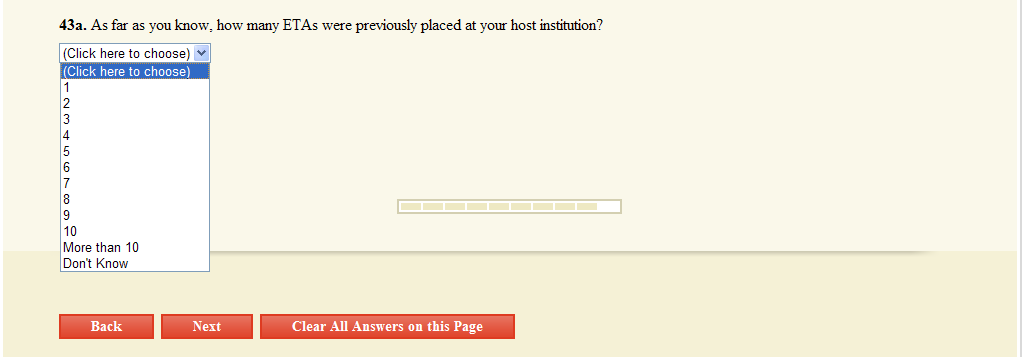 43a. As far as you know, how many ETAs were previously placed at your host institution?
(Click here to choose)
(Click here to choose)
1
2
3
4
5
6
7
8
9
10
More than 10
Don't Know
Back Next Clear All Answers on this Page